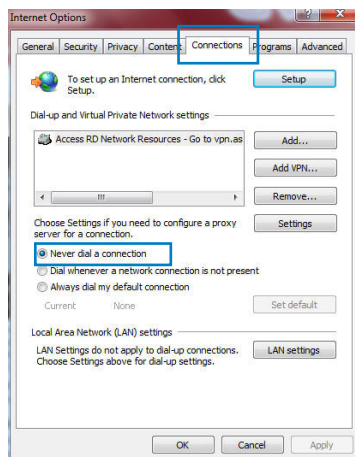 Internet Options
General Security Privacy Content Connections Programs Advanced
To set up an Internet connection, click
Setup.
Setup
Dial-up and Virtual Private Network settings
Access RD Network Resources - Go to vpn.as
Add...
Add VPN...
Remove...
Choose Settings if you need to configure a proxy
server for a connection.
Settings
Never dial a connection
Dial whenever a network connection is not present
Always dial my default connection
Current None
Set default
Local Area Network (LAN) settings
LAN Settings do not apply to dial-up connections.
Choose Settings above for dial-up settings.
LAN settings
OK Cancel Apply